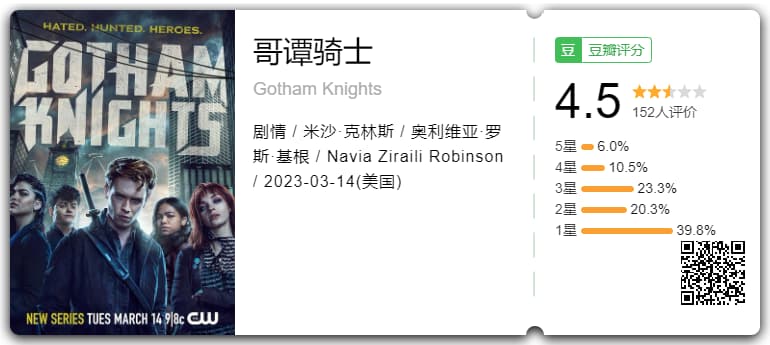 HATED. HUNTED. HEROES.
GOTHAM
KNIGHTS
NEW SERIES TUES MARCH 14 9|8c CW
哥谭骑士
Gotham Knights
剧情 / 米沙·克林斯 / 奥利维亚·罗
斯·基根 / Navia Ziraili Robinson
/ 2023-03-14(美国)
豆 豆瓣评分
4.5
152人评价
5星 6.0%
4星 10.5%
3星 23.3%
2星 20.3%
1星 39.8%